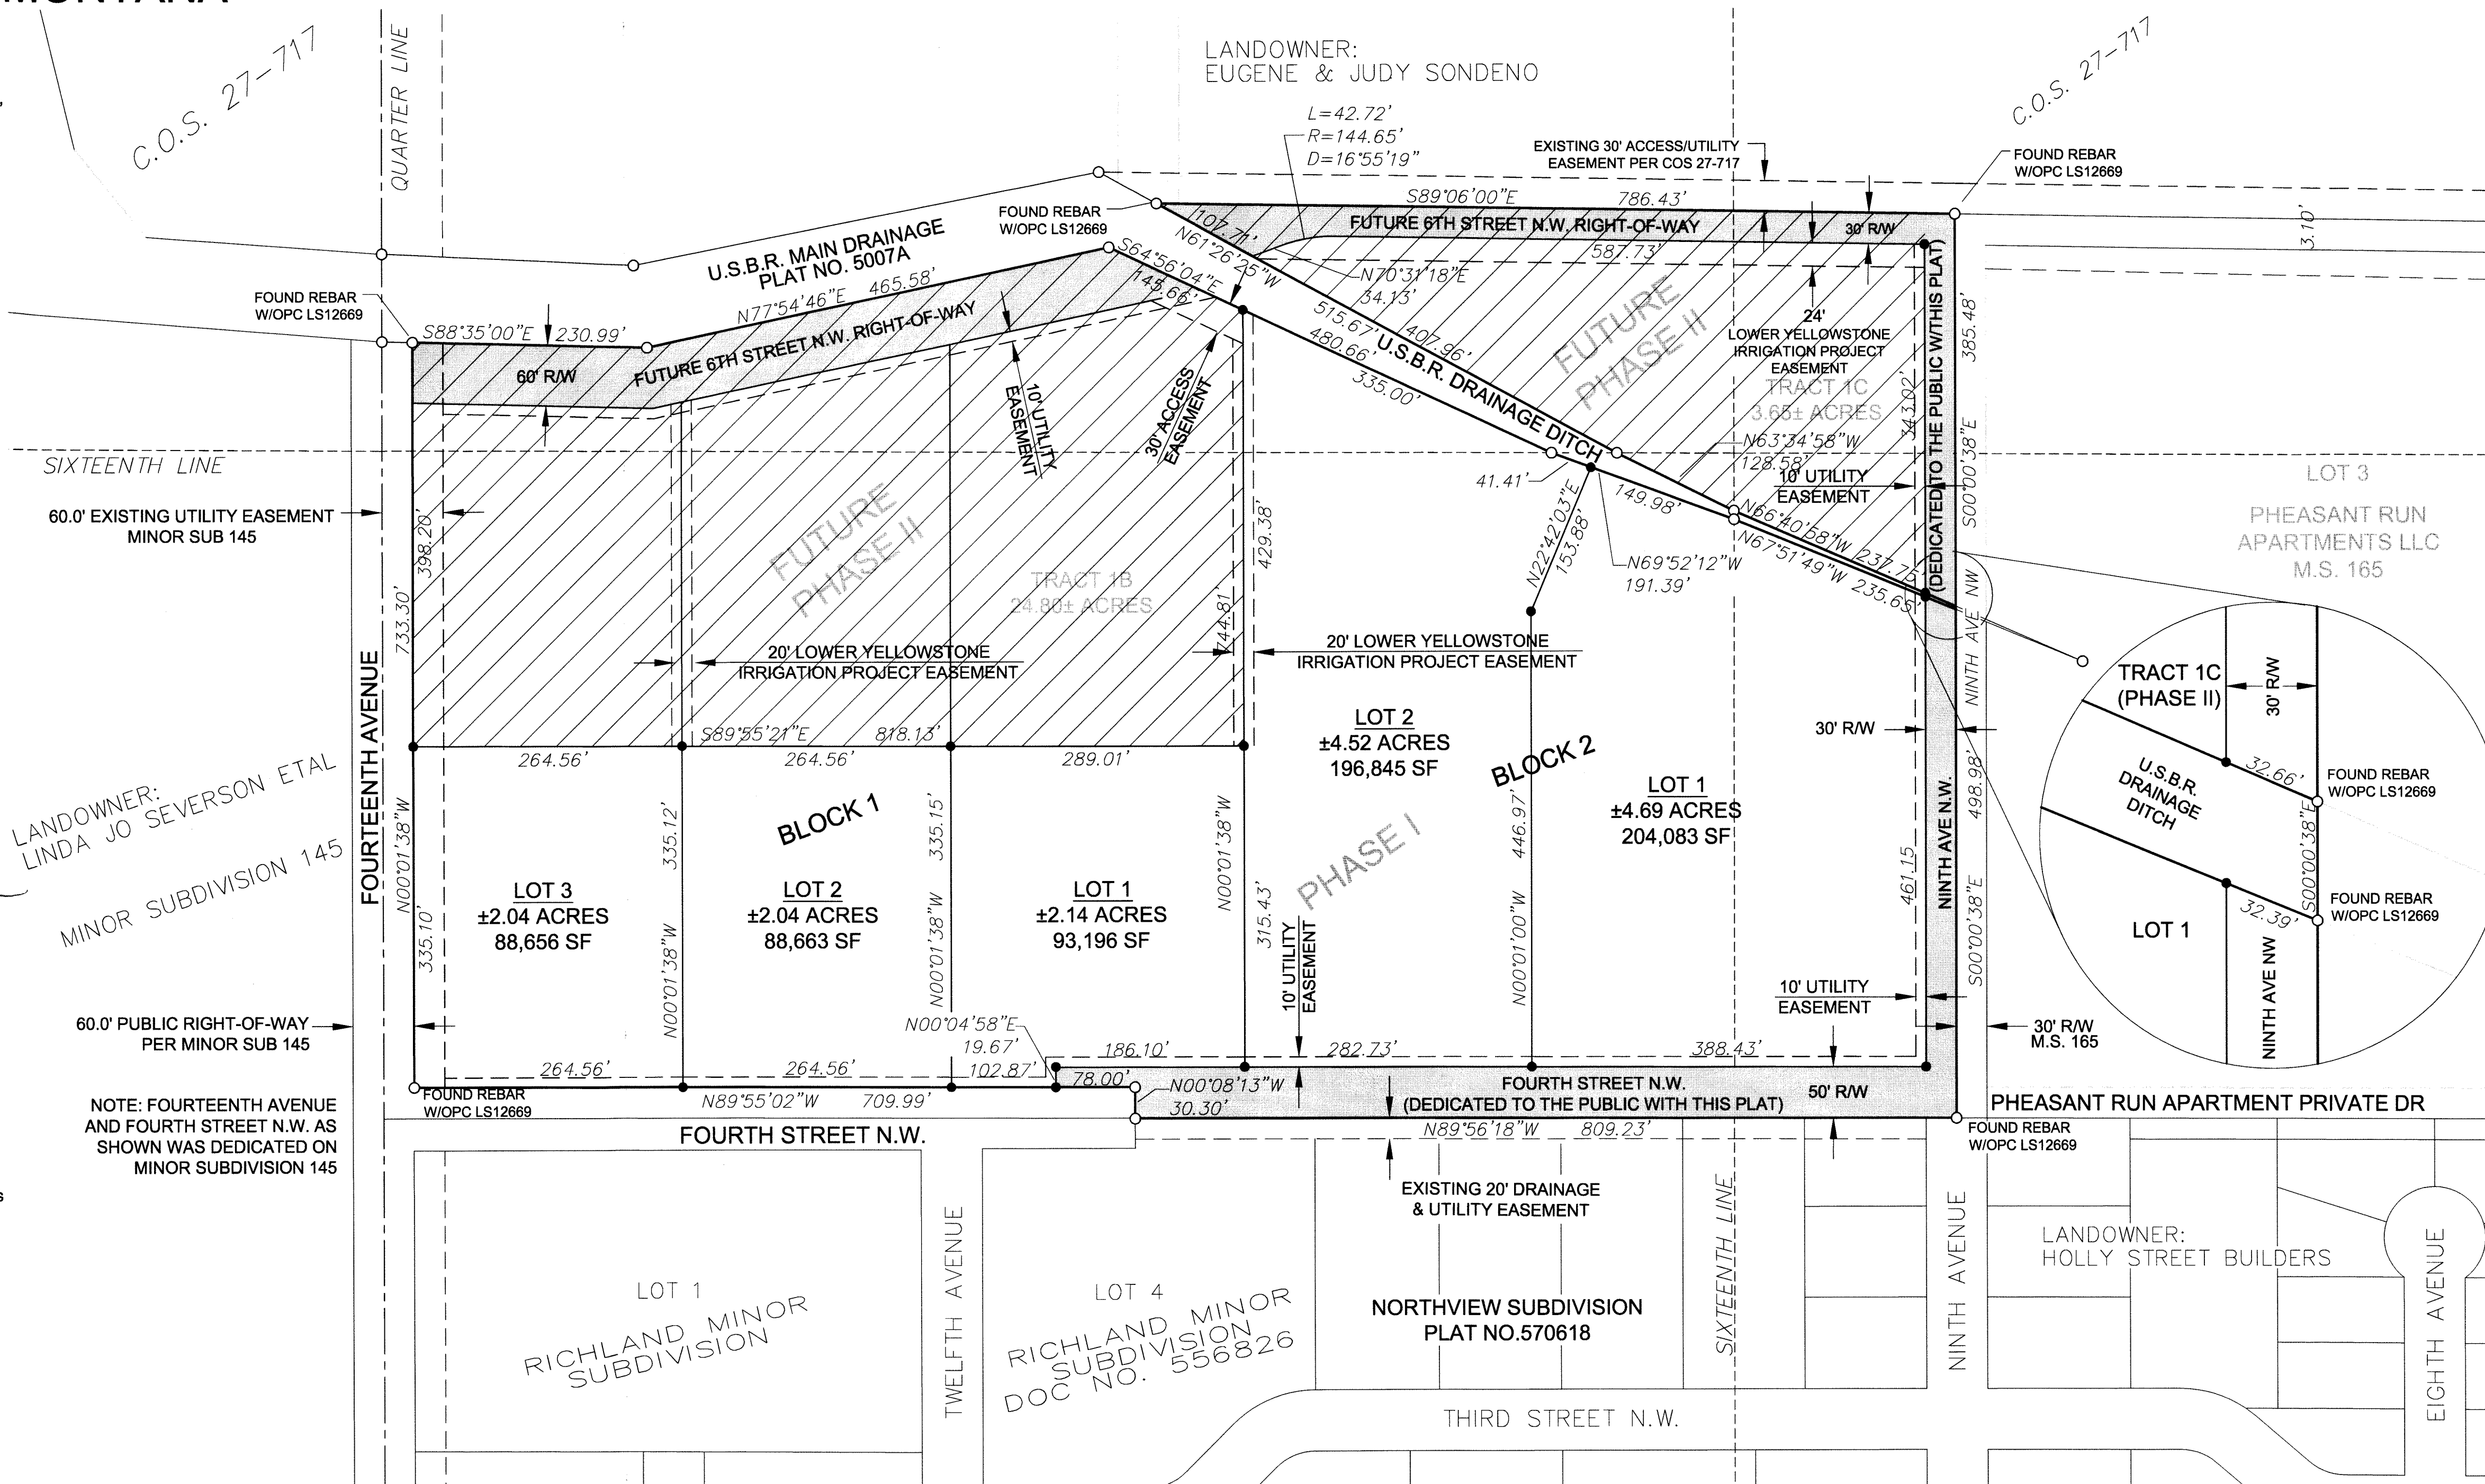 C.O.S. 27-717
QUARTER LINE
LANDOWNER:
EUGENE & JUDY SONDENO
C.O.S. 27-717
L=42.72'
R=144.65'
D=16°55'19"
EXISTING 30' ACCESS/UTILITY
EASEMENT PER COS 27-717
FOUND REBAR
W/OPC LS12669
S89°06'00"E 786.43'
FUTURE 6TH STREET N.W. RIGHT-OF-WAY
30' R/W
587.73'
3.10'
FOUND REBAR
W/OPC LS12669
107.71'
N61°26'25"W
N70°31'18"E
34.13'
U.S.B.R. MAIN DRAINAGE
PLAT NO. 5007A
N77°54'46"E 465.58'
S64°56'04"E
145.66'
FOUND REBAR
W/OPC LS12669
S88°35'00"E 230.99'
60' R/W
FUTURE 6TH STREET N.W. RIGHT-OF-WAY
10' UTILITY
EASEMENT
30' ACCESS
EASEMENT
515.67'
407.96'
480.66'
335.00'
U.S.B.R. DRAINAGE DITCH
FUTURE
PHASE II
24'
LOWER YELLOWSTONE
IRRIGATION PROJECT
EASEMENT
TRACT 1C
3.65± ACRES
343.02'
(DEDICATED TO THE PUBLIC W/THIS PLAT)
385.48'
S00°00'38"E
N63°34'58"W
128.58'
10' UTILITY
EASEMENT
SIXTEENTH LINE
60.0' EXISTING UTILITY EASEMENT
MINOR SUB 145
398.20'
733.30'
FUTURE
PHASE II
TRACT 1B
24.80± ACRES
429.38'
744.81'
41.41'
149.98'
N22°42'03"E
153.88'
N69°52'12"W
191.39'
N66°40'58"W 237.75'
N67°51'49"W 235.65'
LOT 3
PHEASANT RUN
APARTMENTS LLC
M.S. 165
NINTH AVE NW
20' LOWER YELLOWSTONE
IRRIGATION PROJECT EASEMENT
20' LOWER YELLOWSTONE
IRRIGATION PROJECT EASEMENT
S89°55'21"E 818.13'
264.56'
264.56'
289.01'
LOT 2
±4.52 ACRES
196,845 SF
BLOCK 2
LOT 1
±4.69 ACRES
204,083 SF
30' R/W
498.98'
S00°00'38"E
TRACT 1C
(PHASE II)
30' R/W
32.66'
U.S.B.R.
DRAINAGE
DITCH
FOUND REBAR
W/OPC LS12669
S00°00'38"E
FOUND REBAR
W/OPC LS12669
32.39'
LOT 1
NINTH AVE NW
LANDOWNER:
LINDA JO SEVERSON ETAL
MINOR SUBDIVISION 145
FOURTEENTH AVENUE
N00°01'38"W
335.10'
335.12'
N00°01'38"W
BLOCK 1
335.15'
N00°01'38"W
N00°01'38"W
315.43'
PHASE I
446.97'
N00°01'00"W
461.15
NINTH AVE N.W.
LOT 3
±2.04 ACRES
88,656 SF
LOT 2
±2.04 ACRES
88,663 SF
LOT 1
±2.14 ACRES
93,196 SF
10' UTILITY
EASEMENT
10' UTILITY
EASEMENT
60.0' PUBLIC RIGHT-OF-WAY
PER MINOR SUB 145
30' R/W
M.S. 165
N00°04'58"E
19.67'
186.10'
282.73'
388.43'
264.56'
264.56'
102.87'
78.00'
N00°08'13"W
30.30'
FOURTH STREET N.W.
(DEDICATED TO THE PUBLIC WITH THIS PLAT)
50' R/W
FOUND REBAR
W/OPC LS12669
N89°55'02"W 709.99'
NOTE: FOURTEENTH AVENUE
AND FOURTH STREET N.W. AS
SHOWN WAS DEDICATED ON
MINOR SUBDIVISION 145
FOURTH STREET N.W.
N89°56'18"W 809.23'
PHEASANT RUN APARTMENT PRIVATE DR
FOUND REBAR
W/OPC LS12669
EXISTING 20' DRAINAGE
& UTILITY EASEMENT
LOT 1
RICHLAND MINOR
SUBDIVISION
TWELFTH AVENUE
LOT 4
RICHLAND MINOR
SUBDIVISION
DOC NO. 556826
NORTHVIEW SUBDIVISION
PLAT NO.570618
SIXTEENTH LINE
NINTH AVENUE
LANDOWNER:
HOLLY STREET BUILDERS
EIGHTH AVENUE
THIRD STREET N.W.